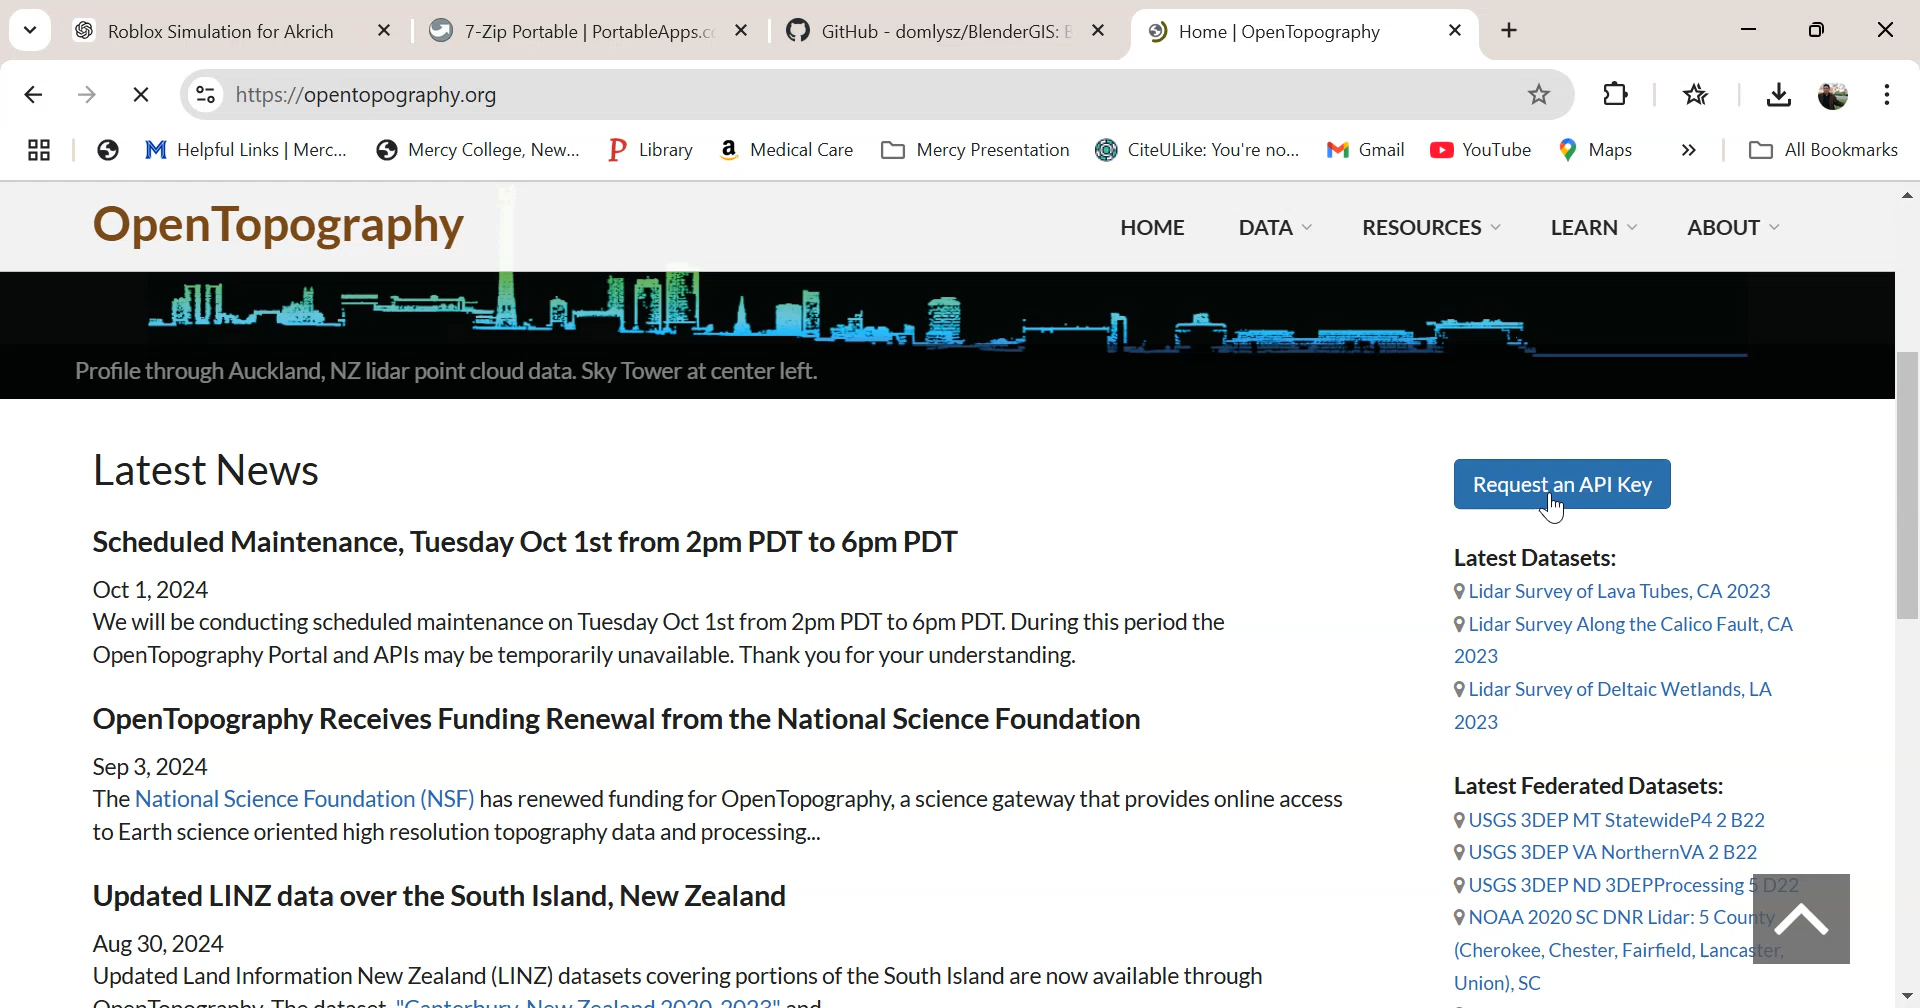 Roblox Simulation for Akrich
7-Zip Portable | PortableApps.c
GitHub - domlysz/BlenderGIS: B
Home | OpenTopography
https://opentopography.org
Helpful Links | Merc...
Mercy College, New...
Library
Medical Care
Mercy Presentation
CiteULike: You're no...
Gmail
YouTube
Maps
All Bookmarks
OpenTopography
HOME DATA RESOURCES LEARN ABOUT
Profile through Auckland, NZ lidar point cloud data. Sky Tower at center left.
Latest News
Scheduled Maintenance, Tuesday Oct 1st from 2pm PDT to 6pm PDT
Oct 1, 2024
We will be conducting scheduled maintenance on Tuesday Oct 1st from 2pm PDT to 6pm PDT. During this period the
OpenTopography Portal and APIs may be temporarily unavailable. Thank you for your understanding.
OpenTopography Receives Funding Renewal from the National Science Foundation
Sep 3, 2024
The National Science Foundation (NSF) has renewed funding for OpenTopography, a science gateway that provides online access
to Earth science oriented high resolution topography data and processing...
Updated LINZ data over the South Island, New Zealand
Aug 30, 2024
Updated Land Information New Zealand (LINZ) datasets covering portions of the South Island are now available through
OpenTopography. The dataset, "Canterbury, New Zealand 2020-2023" and
Request an API Key
Latest Datasets:
Lidar Survey of Lava Tubes, CA 2023
Lidar Survey Along the Calico Fault, CA
2023
Lidar Survey of Deltaic Wetlands, LA
2023
Latest Federated Datasets:
USGS 3DEP MT StatewideP4 2 B22
USGS 3DEP VA NorthernVA 2 B22
USGS 3DEP ND 3DEPProcessing 5 D22
NOAA 2020 SC DNR Lidar: 5 County
(Cherokee, Chester, Fairfield, Lancaster,
Union), SC